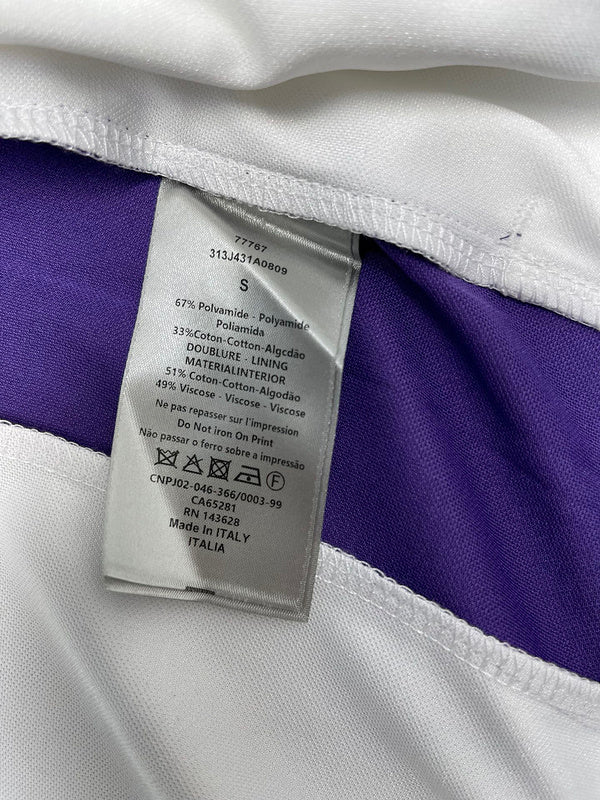 77767
313J431A0809
S
67% Polvamide - Polyamide
Poliamida
33%Coton-Cotton-Algcdão
DOUBLURE - LINING
MATERIALINTERIOR
51% Coton-Cotton-Algodão
49% Viscose - Viscose - Viscose
Ne pas repasser sur l'impression
Do Not iron On Print
Não passar o ferro sobre a impressão
F
CNPJ02-046-366/0003-99
CA65281
RN 143628
Made In ITALY
ITALIA